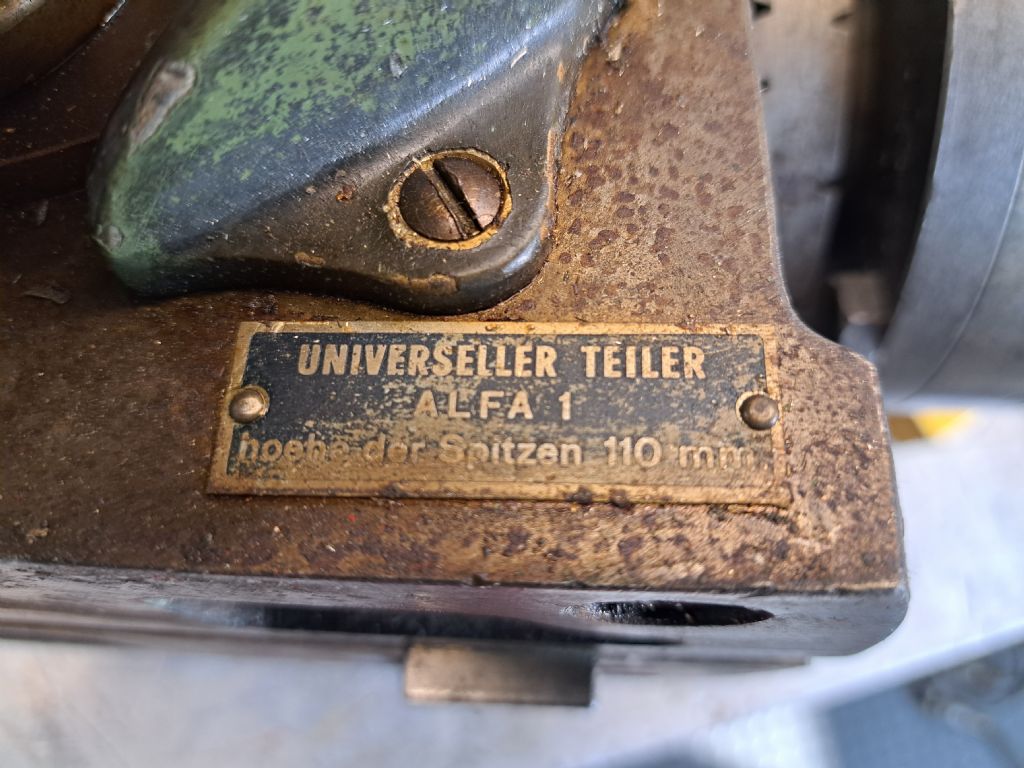 UNIVERSELLER TEILER
ALFA 1
hoehe der Spitzen 110 mm